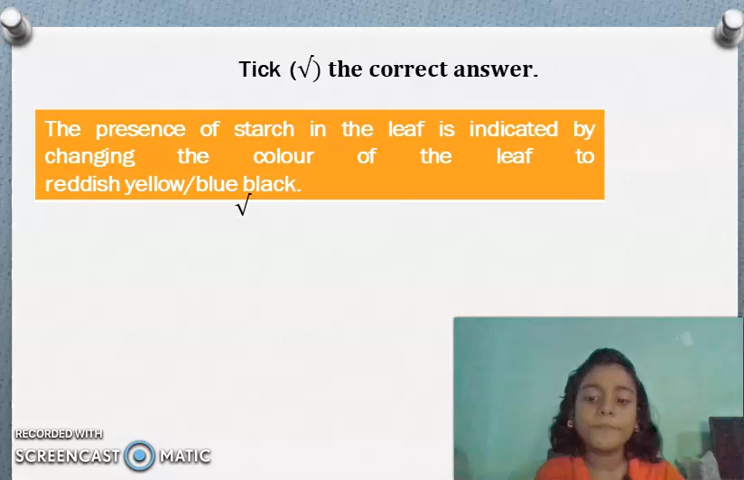 Tick (√) the correct answer.
The presence of starch in the leaf is indicated by
changing the colour of the leaf to
reddish yellow/blue black.
√
RECORDED WITH
SCREENCAST MATIC